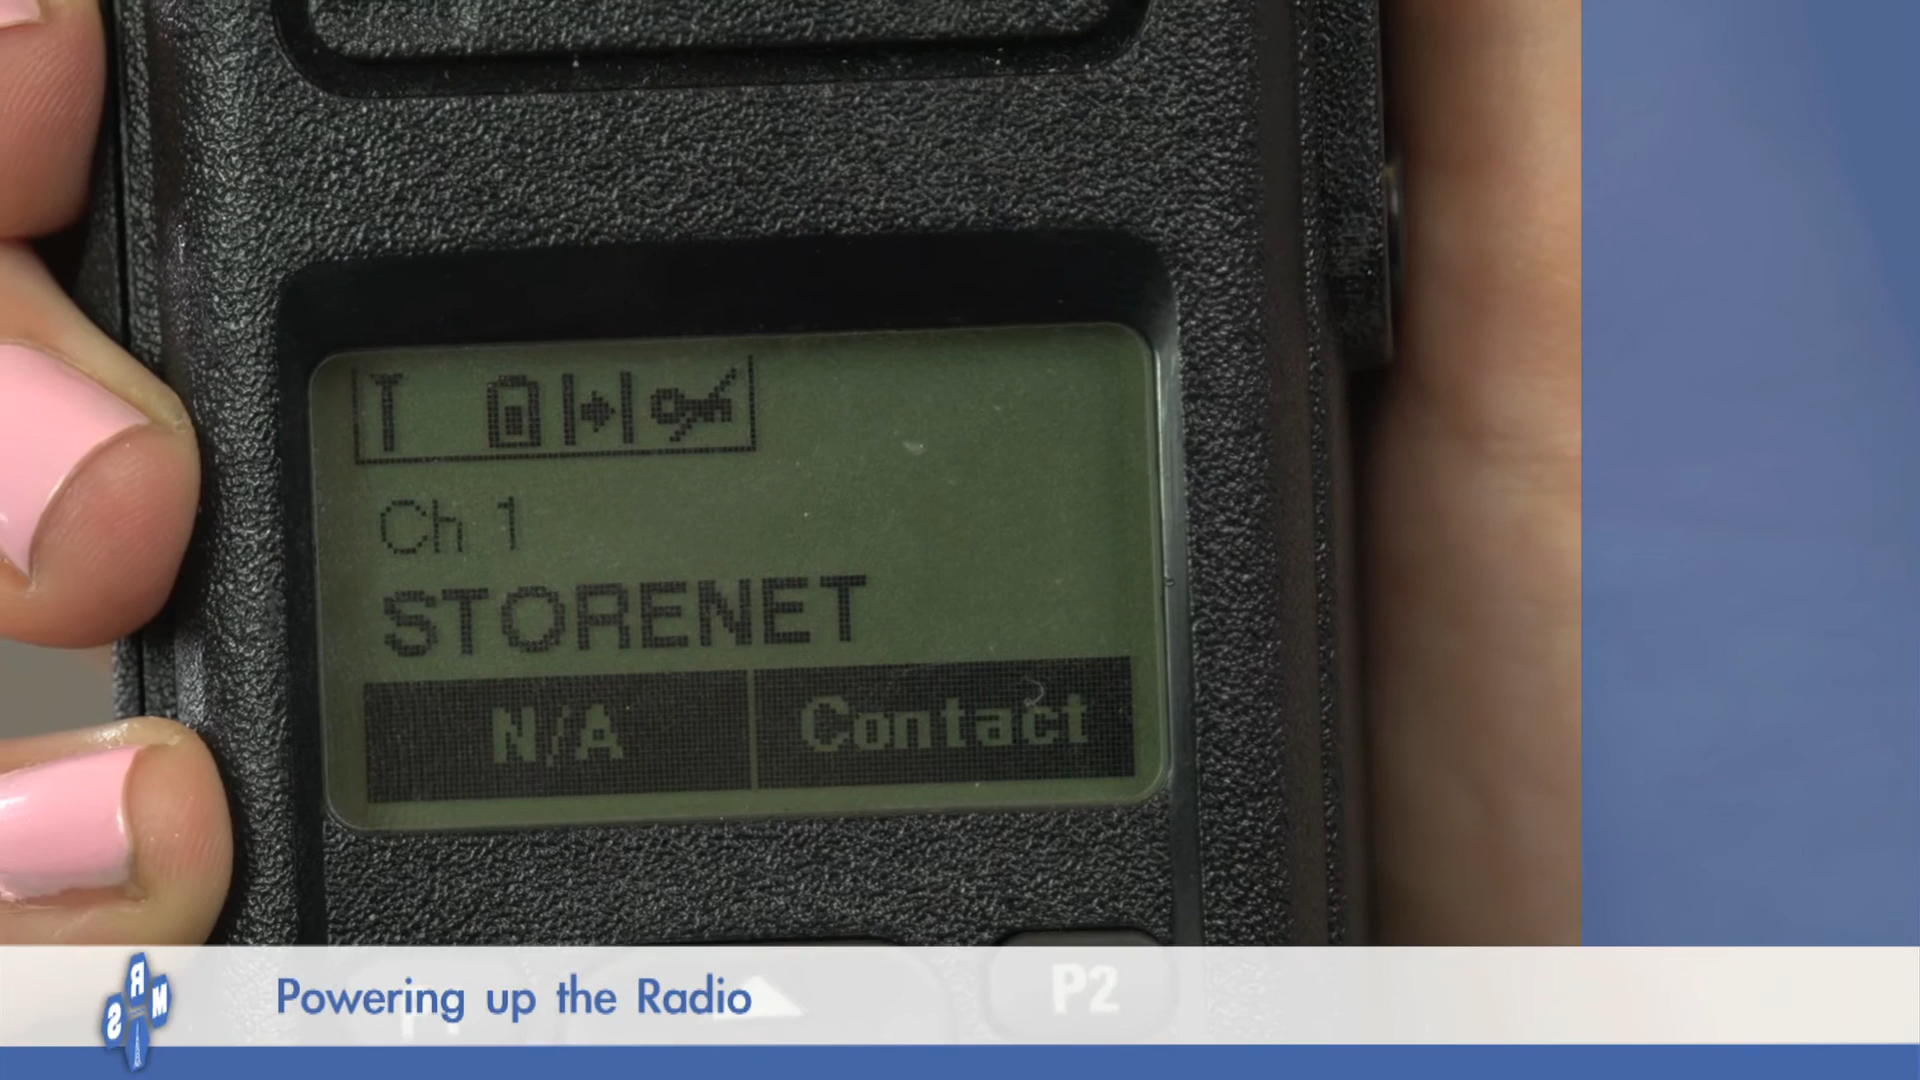 Ch 1
STORENET
N/A Contact
Powering up the Radio
P2
S R M